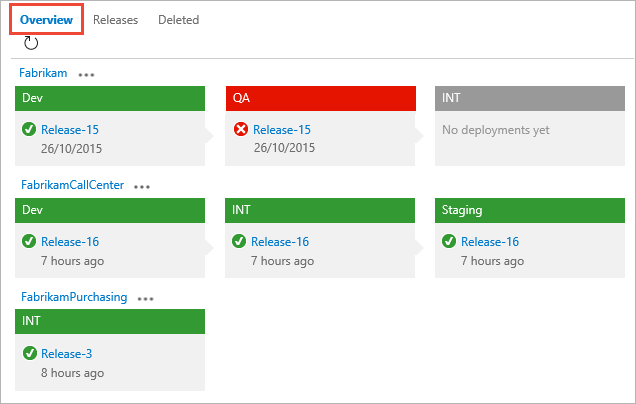 Overview Releases Deleted
Fabrikam ...
Dev QA INT
Release-15 Release-15 No deployments yet
26/10/2015 26/10/2015
FabrikamCallCenter ...
Dev INT Staging
Release-16 Release-16 Release-16
7 hours ago 7 hours ago 7 hours ago
FabrikamPurchasing ...
INT
Release-3
8 hours ago